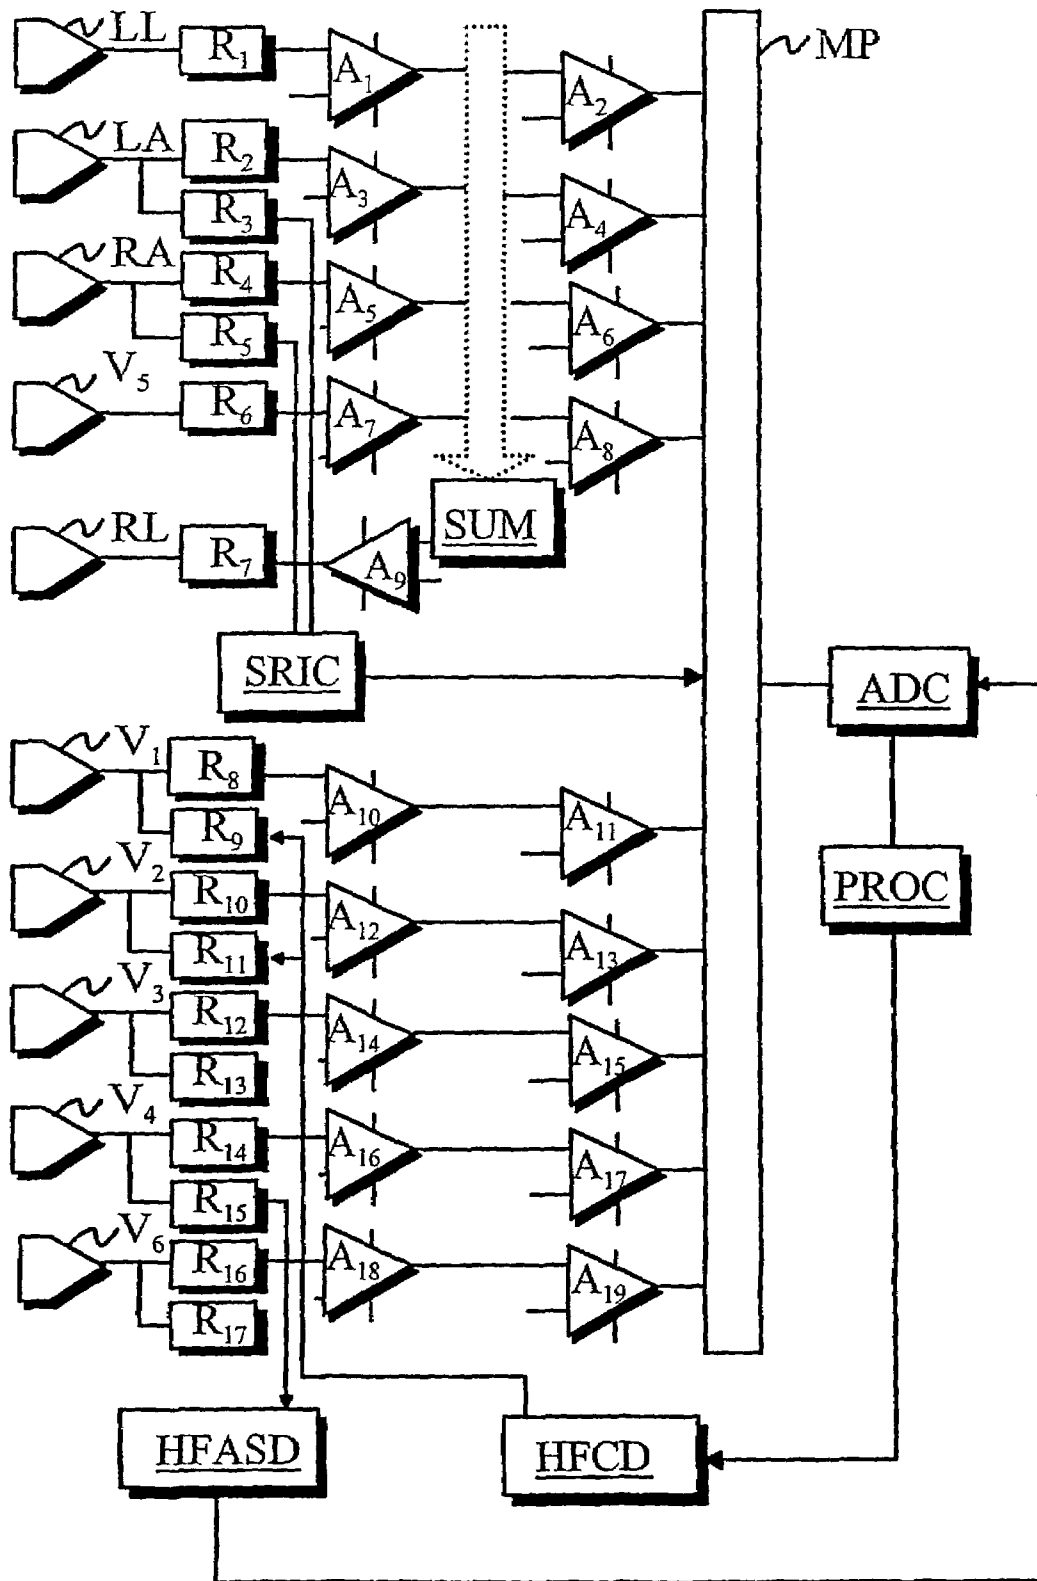 LL R₁ A₁ A₂ MP
LA R₂ A₃
R₃ A₄
RA R₄ A₅
R₅ A₆
V₅ R₆ A₇ A₈
SUM
RL R₇ A₉
SRIC ADC
V₁ R₈ A₁₀ A₁₁
R₉
V₂ R₁₀ A₁₂ PROC
R₁₁ A₁₃
V₃ R₁₂ A₁₄ A₁₅
R₁₃
V₄ R₁₄ A₁₆ A₁₇
R₁₅
V₆ R₁₆ A₁₈ A₁₉
R₁₇
HFASD HFCD